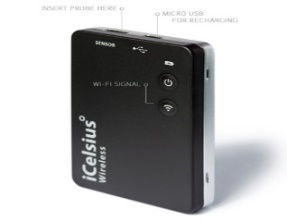 INSERT PROBE HERE
MICRO USB
FOR RECHARGING
SENSOR
WI-FI SIGNAL
iCelsius°
Wireless